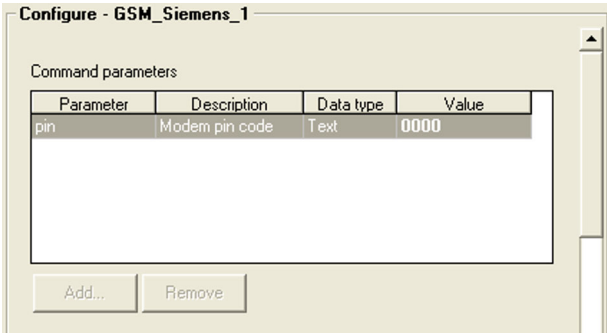 Configure - GSM_Siemens_1
Command parameters
Parameter Description Data type Value
pin Modem pin code Text 0000
Add... Remove